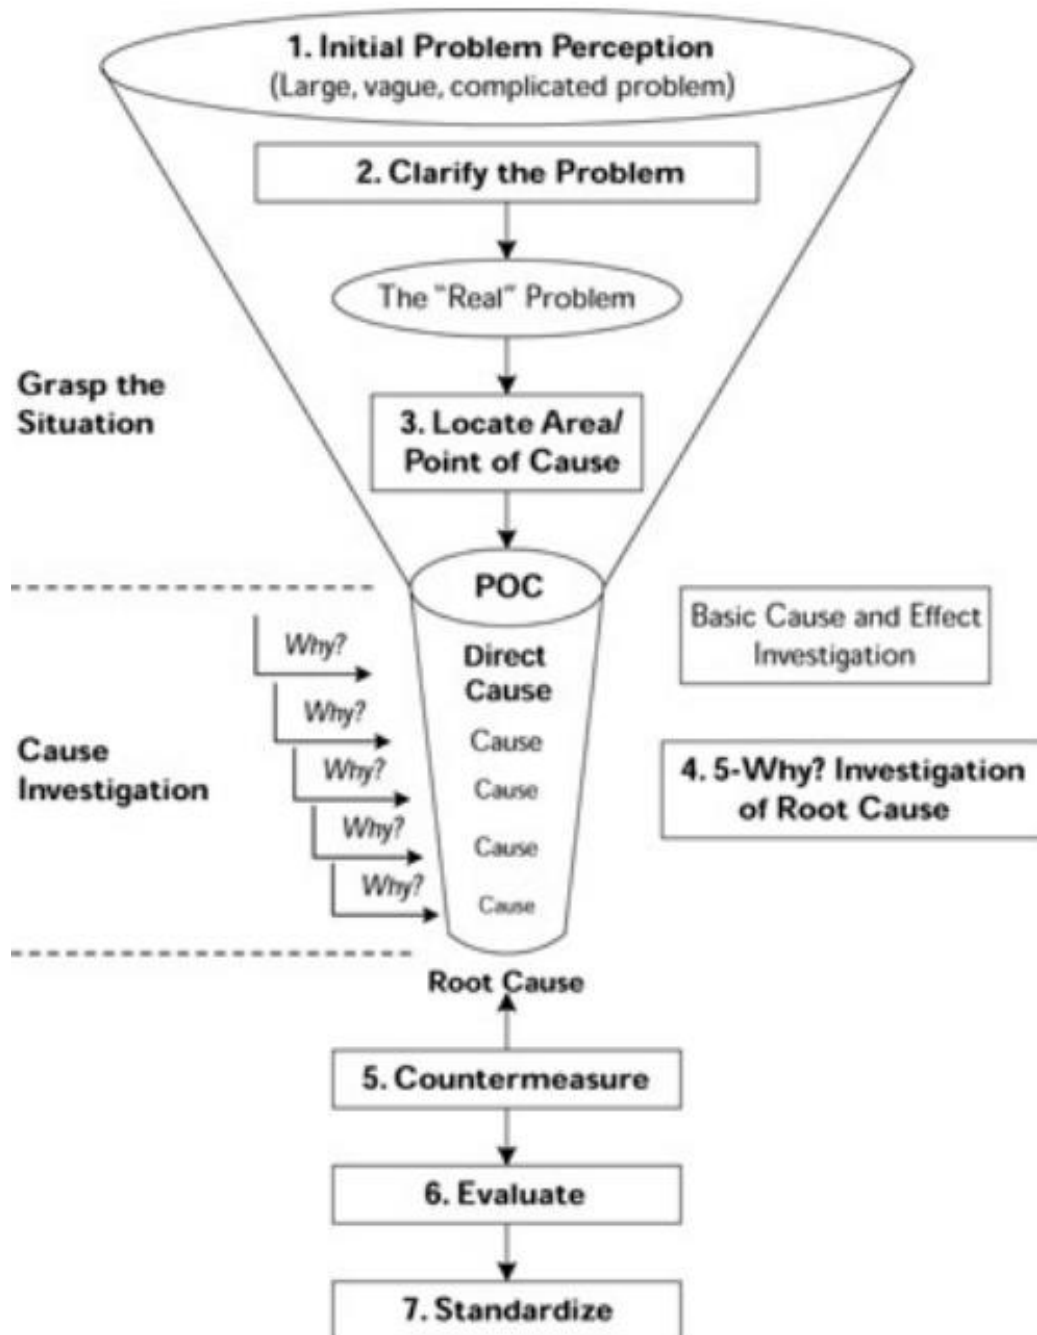 1. Initial Problem Perception
(Large, vague, complicated problem)
2. Clarify the Problem
The "Real" Problem
Grasp the
Situation
3. Locate Area/
Point of Cause
POC
Basic Cause and Effect
Investigation
Why?
Why?
Why?
Why?
Why?
Direct
Cause
Cause
Cause
Cause
Cause
Cause
Investigation
4. 5-Why? Investigation
of Root Cause
Root Cause
5. Countermeasure
6. Evaluate
7. Standardize